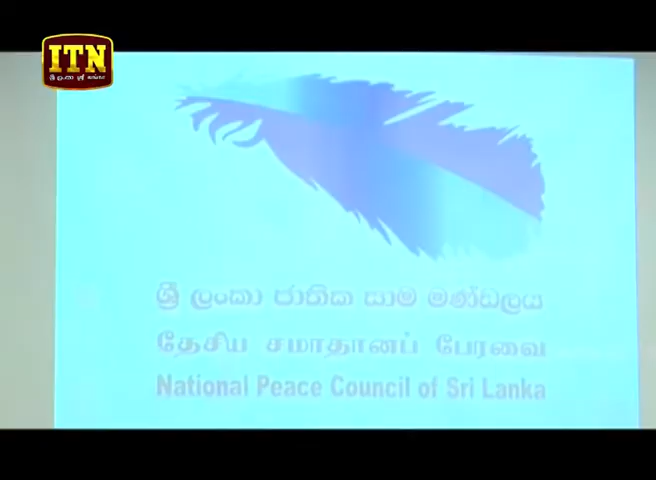 ITN
ශ්‍රී ලංකා ජාතික සාම මණ්ඩලය
தேசிய சமாதானப் பேரவை
National Peace Council of Sri Lanka